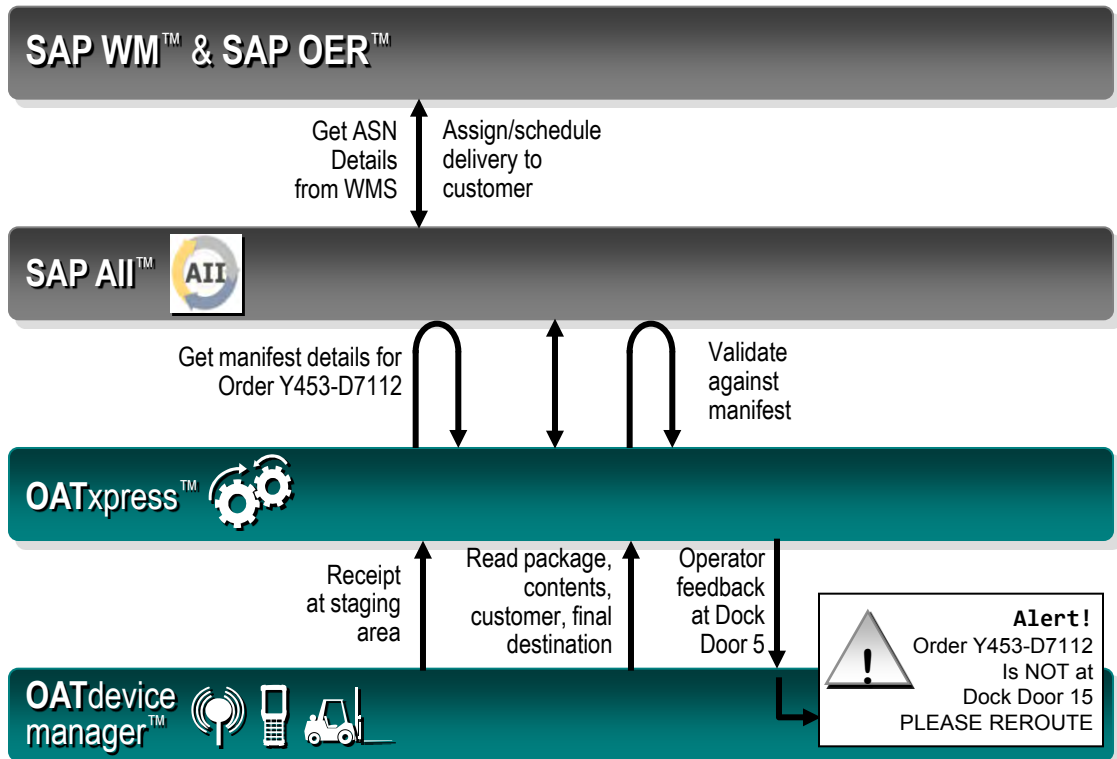 SAP WM™ & SAP OER™
Get ASN
Details
from WMS
Assign/schedule
delivery to
customer
SAP AII™
AII
Get manifest details for
Order Y453-D7112
Validate
against
manifest
OATxpress™
Receipt
at staging
area
Read package,
contents,
customer, final
destination
Operator
feedback
at Dock
Door 5
Alert!
Order Y453-D7112
Is NOT at
Dock Door 15
PLEASE REROUTE
!
OATdevice
manager™